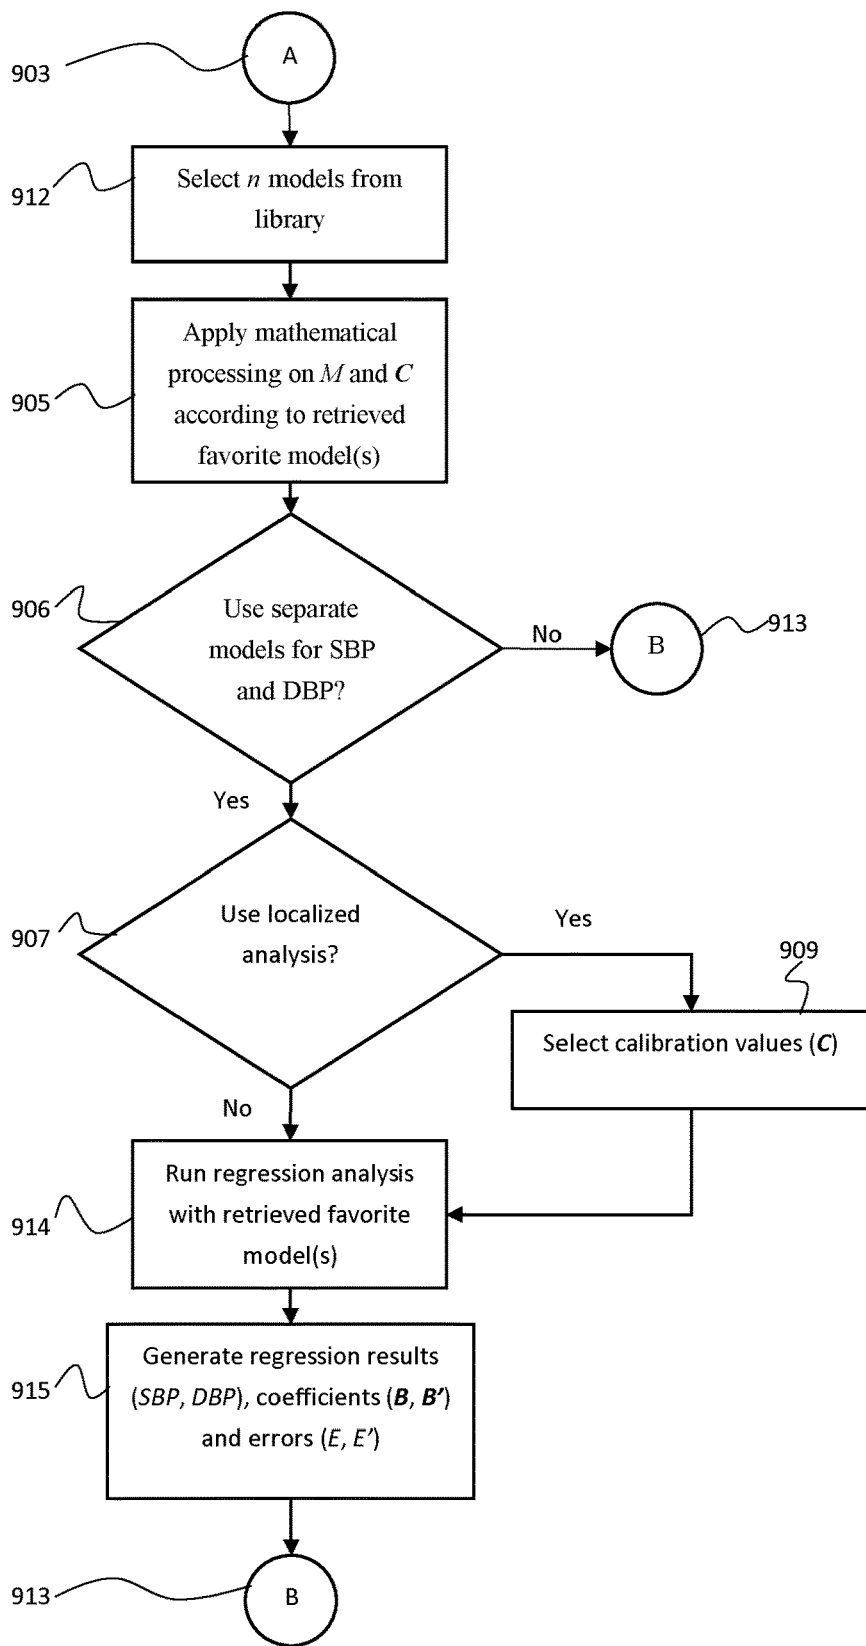 A
903
Select n models from
library
912
Apply mathematical
processing on M and C
according to retrieved
favorite model(s)
905
906
Use separate
models for SBP
and DBP?
No
B
913
Yes
907
Use localized
analysis?
Yes
909
Select calibration values (C)
No
Run regression analysis
with retrieved favorite
model(s)
914
Generate regression results
(SBP, DBP), coefficients (B, B’)
and errors (E, E’)
915
913
B